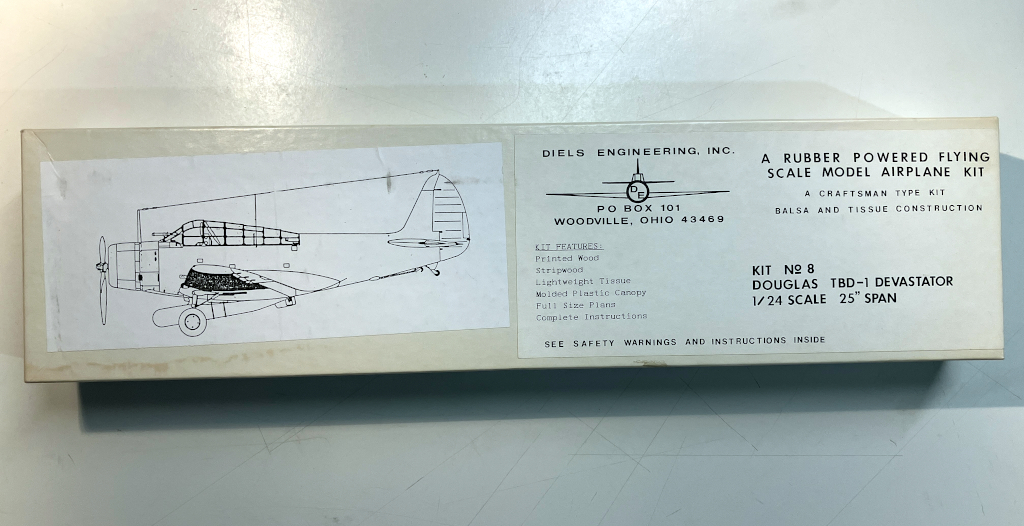 DIELS ENGINEERING, INC.
D
E
PO BOX 101
WOODVILLE, OHIO 43469
KIT FEATURES:
Printed Wood
Stripwood
Lightweight Tissue
Molded Plastic Canopy
Full Size Plans
Complete Instructions
A RUBBER POWERED FLYING
SCALE MODEL AIRPLANE KIT
A CRAFTSMAN TYPE KIT
BALSA AND TISSUE CONSTRUCTION
KIT Nº 8
DOUGLAS TBD-1 DEVASTATOR
1/24 SCALE 25" SPAN
SEE SAFETY WARNINGS AND INSTRUCTIONS INSIDE